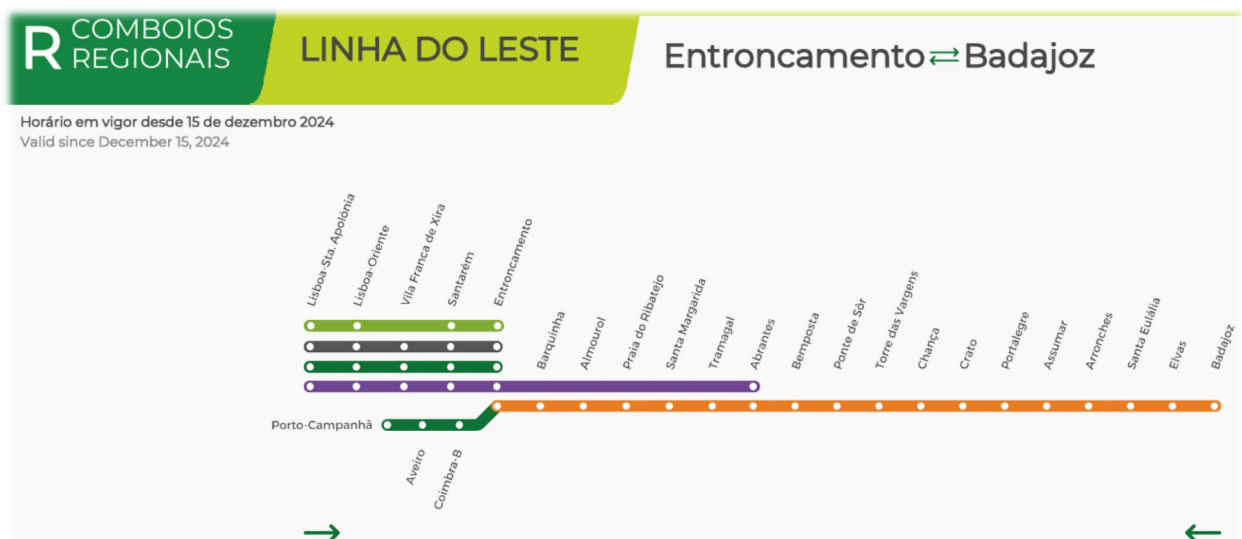 R COMBOIOS
REGIONAIS
LINHA DO LESTE
Entroncamento⇄Badajoz
Horário em vigor desde 15 de dezembro 2024
Valid since December 15, 2024
Lisboa-Sta. Apolónia
Lisboa-Oriente
Vila Franca de Xira
Santarém
Entroncamento
Barquinha
Almourol
Praia do Ribatejo
Santa Margarida
Tramagal
Abrantes
Bemposta
Ponte de Sôr
Torre das Vargens
Chança
Crato
Portalegre
Assumar
Arronches
Santa Eulália
Elvas
Badajoz
Porto-Campanhã
Aveiro
Coimbra-B